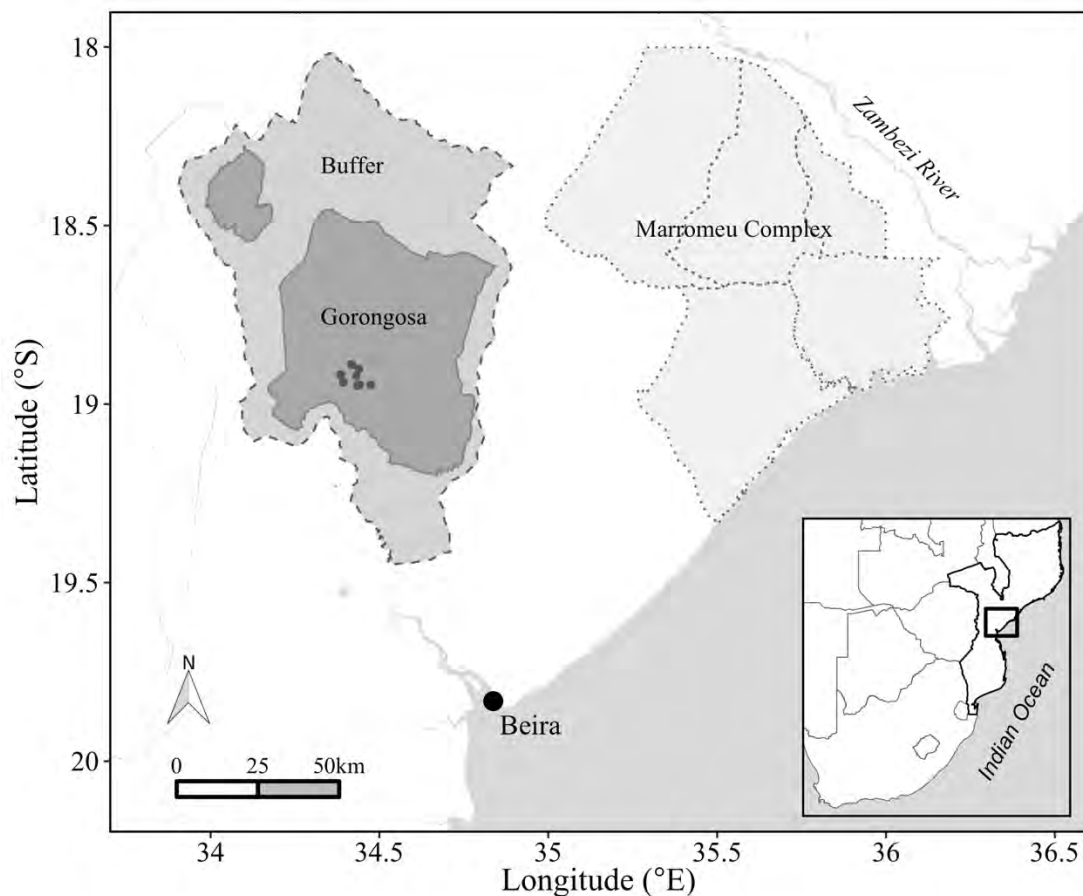 18
18.5
19
19.5
20
Latitude (°S)
Buffer
Gorongosa
Marromeu Complex
Zambezi River
Beira
N
0 25 50km
Indian Ocean
34 34.5 35 35.5 36 36.5
Longitude (°E)